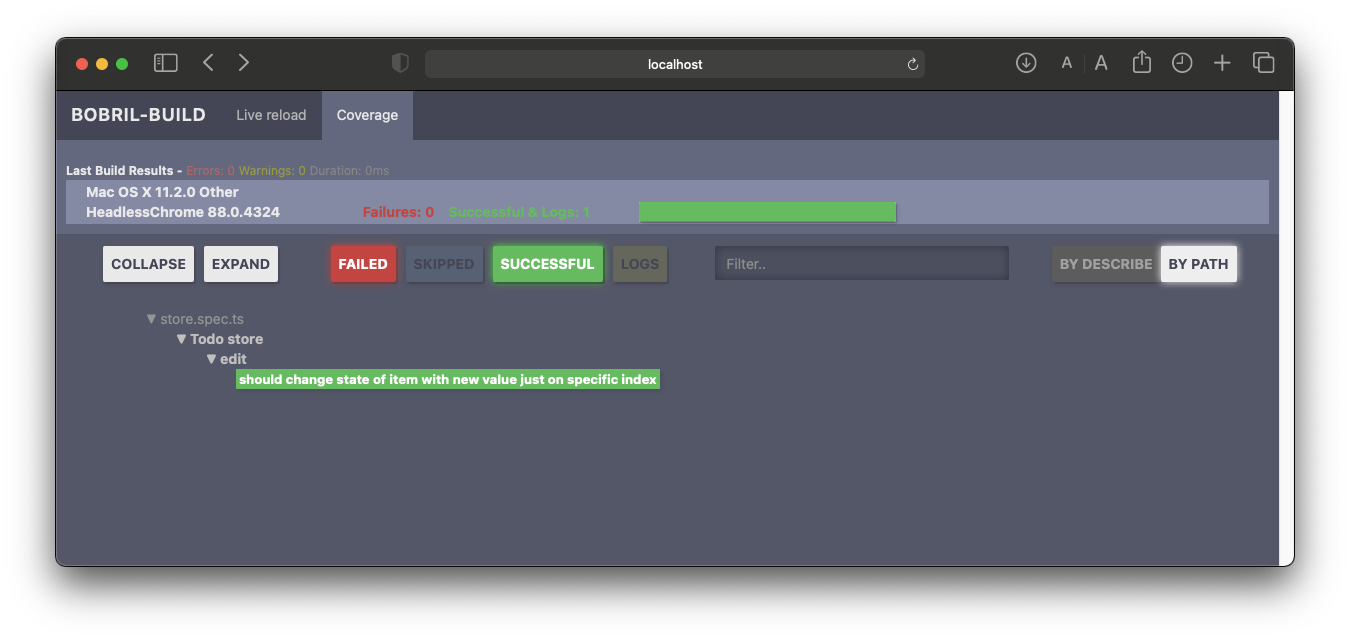 localhost
A A
BOBRIL-BUILD Live reload Coverage
Last Build Results - Errors: 0 Warnings: 0 Duration: 0ms
Mac OS X 11.2.0 Other
HeadlessChrome 88.0.4324 Failures: 0 Successful & Logs: 1
COLLAPSE EXPAND FAILED SKIPPED SUCCESSFUL LOGS Filter.. BY DESCRIBE BY PATH
store.spec.ts
Todo store
edit
should change state of item with new value just on specific index